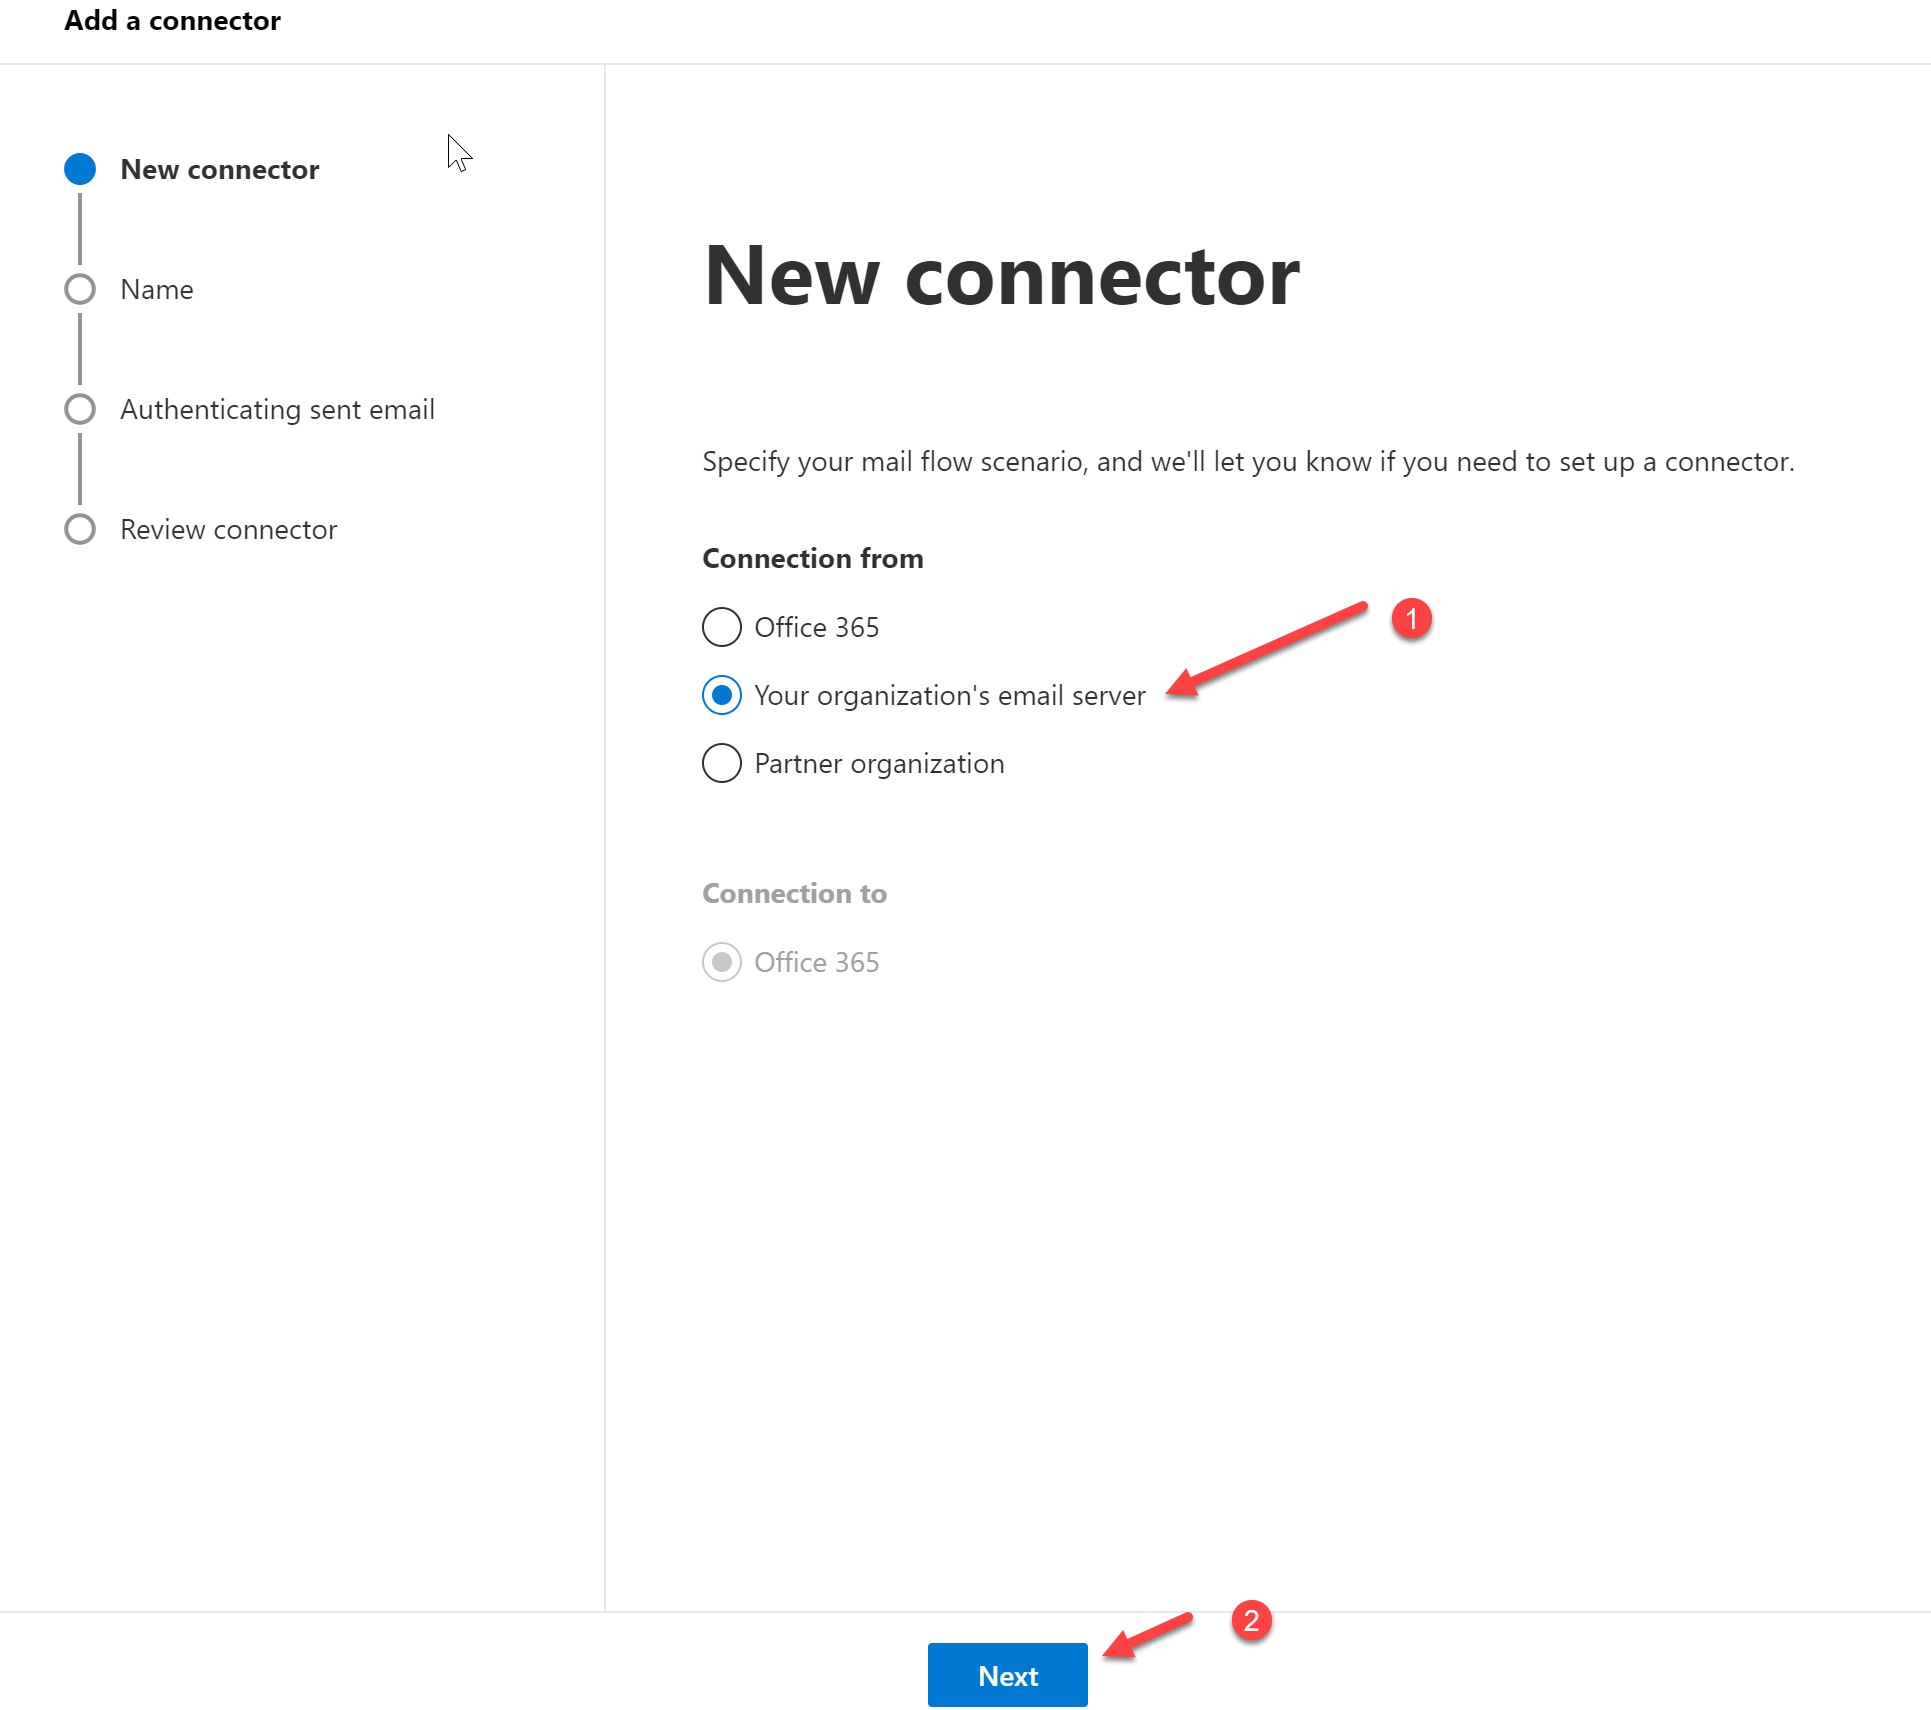 Add a connector
New connector
Name
Authenticating sent email
Review connector
New connector
Specify your mail flow scenario, and we'll let you know if you need to set up a connector.
Connection from
Office 365
1
Your organization's email server
Partner organization
Connection to
Office 365
2
Next